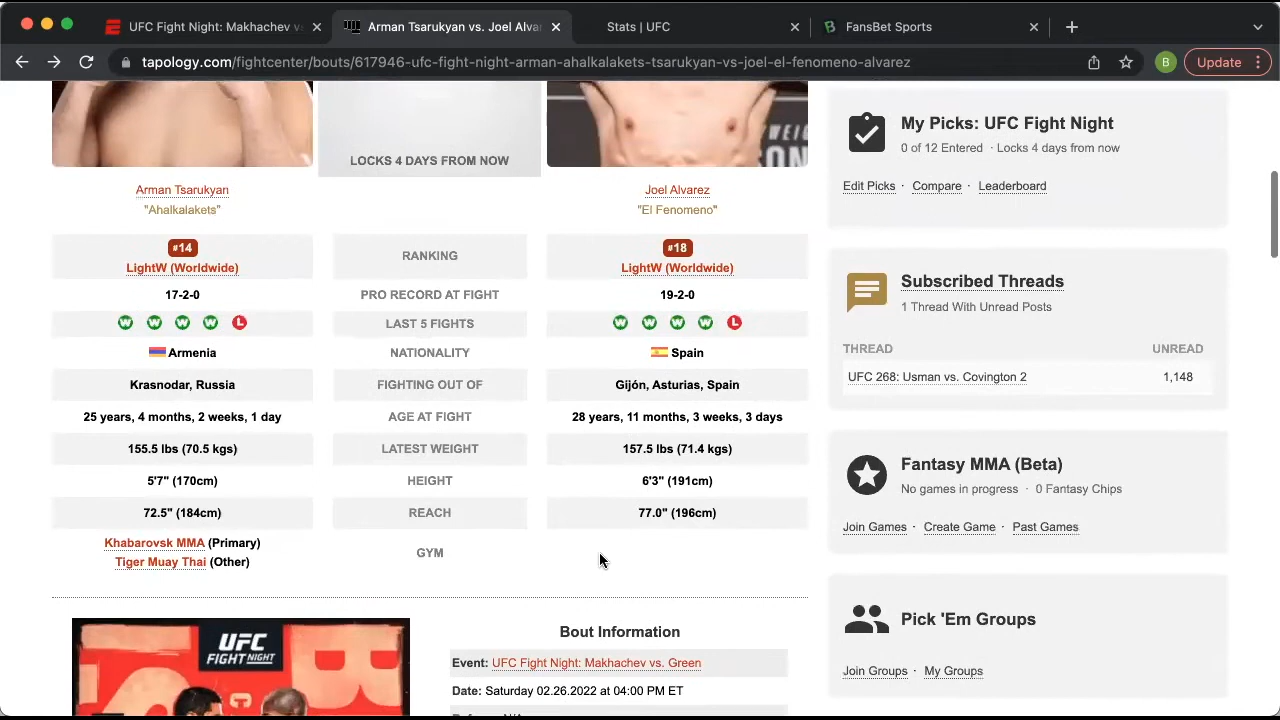 UFC Fight Night: Makhachev vs
Arman Tsarukyan vs. Joel Alvar
Stats | UFC
FansBet Sports
tapology.com/fightcenter/bouts/617946-ufc-fight-night-arman-ahalkalakets-tsarukyan-vs-joel-el-fenomeno-alvarez
B
Update
LOCKS 4 DAYS FROM NOW
Arman Tsarukyan
Joel Alvarez
"Ahalkalakets"
"El Fenomeno"
#14
LightW (Worldwide)
RANKING
#18
LightW (Worldwide)
17-2-0
PRO RECORD AT FIGHT
19-2-0
W W W W L
LAST 5 FIGHTS
W W W W L
Armenia
NATIONALITY
Spain
Krasnodar, Russia
FIGHTING OUT OF
Gijón, Asturias, Spain
25 years, 4 months, 2 weeks, 1 day
AGE AT FIGHT
28 years, 11 months, 3 weeks, 3 days
155.5 lbs (70.5 kgs)
LATEST WEIGHT
157.5 lbs (71.4 kgs)
5'7" (170cm)
HEIGHT
6'3" (191cm)
72.5" (184cm)
REACH
77.0" (196cm)
Khabarovsk MMA (Primary)
Tiger Muay Thai (Other)
GYM
UFC
FIGHT NIGHT
Bout Information
Event: UFC Fight Night: Makhachev vs. Green
Date: Saturday 02.26.2022 at 04:00 PM ET
My Picks: UFC Fight Night
0 of 12 Entered · Locks 4 days from now
Edit Picks · Compare · Leaderboard
Subscribed Threads
1 Thread With Unread Posts
THREAD
UNREAD
UFC 268: Usman vs. Covington 2
1,148
Fantasy MMA (Beta)
No games in progress · 0 Fantasy Chips
Join Games · Create Game · Past Games
Pick 'Em Groups
Join Groups · My Groups